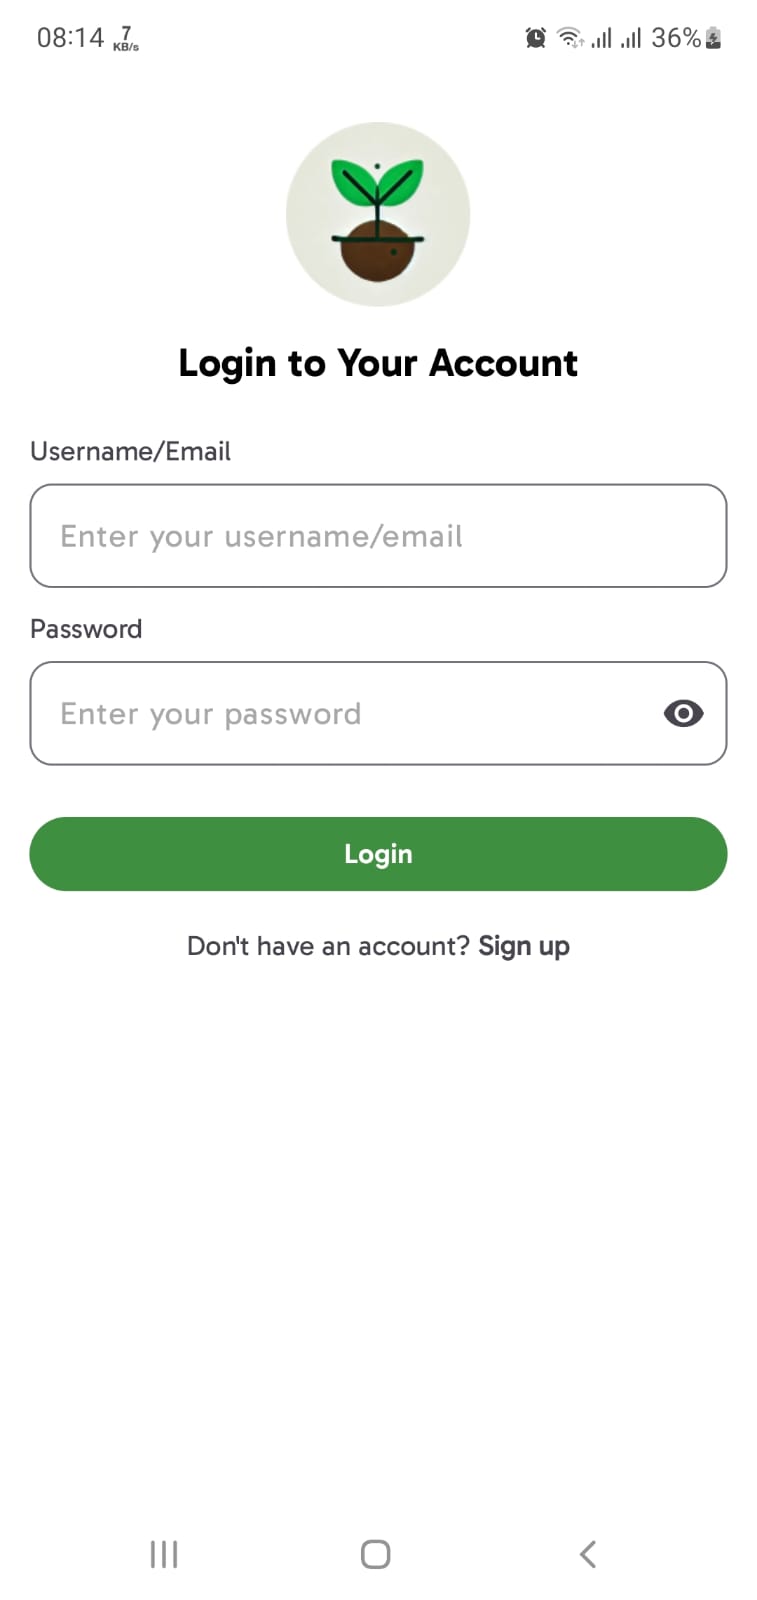 08:14 7 KB/s 36%
Login to Your Account
Username/Email
Enter your username/email
Password
Enter your password
Login
Don't have an account? Sign up